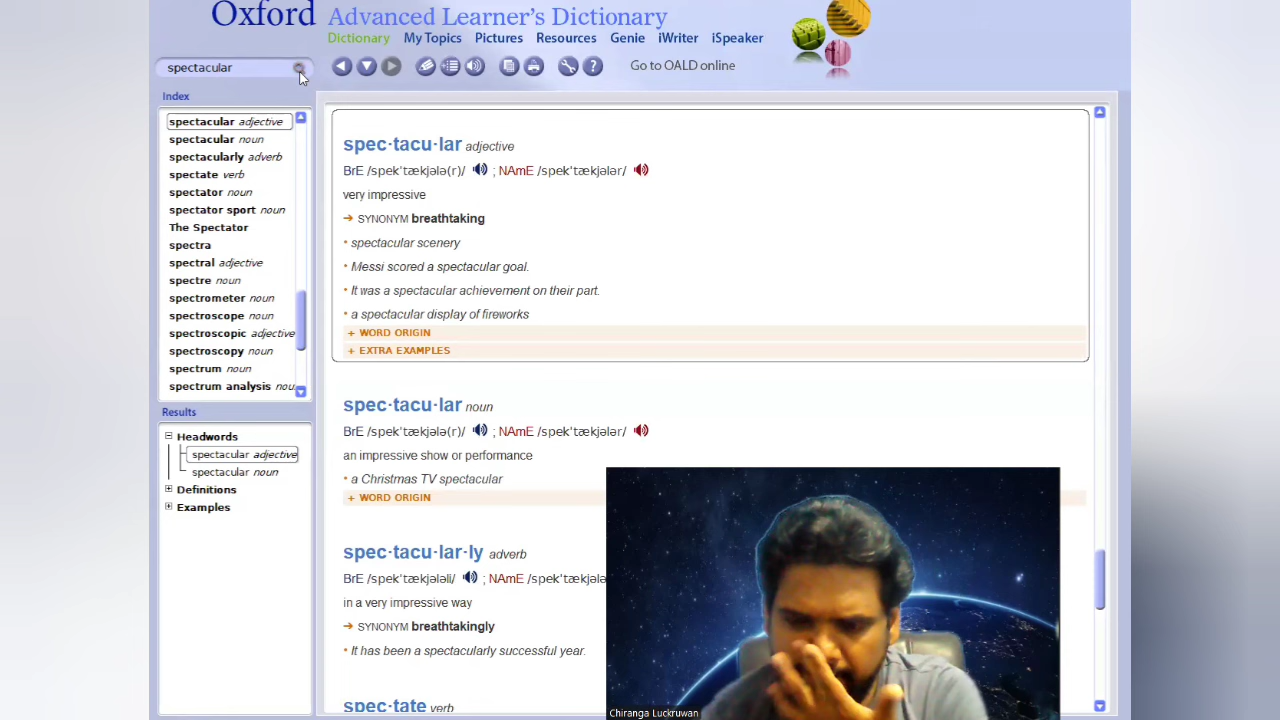 Oxford Advanced Learner's Dictionary
Dictionary My Topics Pictures Resources Genie iWriter iSpeaker
spectacular
Go to OALD online
Index
spectacular adjective
spectacular noun
spectacularly adverb
spectate verb
spectator noun
spectator sport noun
The Spectator
spectra
spectral adjective
spectre noun
spectrometer noun
spectroscope noun
spectroscopic adjective
spectroscopy noun
spectrum noun
spectrum analysis nou
Results
Headwords
spectacular adjective
spectacular noun
Definitions
Examples
spec·tacu·lar adjective
BrE /spekˈtækjələ(r)/ ; NAmE /spekˈtækjələr/
very impressive
➔ SYNONYM breathtaking
• spectacular scenery
• Messi scored a spectacular goal.
• It was a spectacular achievement on their part.
• a spectacular display of fireworks
+ WORD ORIGIN
+ EXTRA EXAMPLES
spec·tacu·lar noun
BrE /spekˈtækjələ(r)/ ; NAmE /spekˈtækjələr/
an impressive show or performance
• a Christmas TV spectacular
+ WORD ORIGIN
spec·tacu·lar·ly adverb
BrE /spekˈtækjələli/ ; NAmE /spekˈtækjələ
in a very impressive way
➔ SYNONYM breathtakingly
• It has been a spectacularly successful year.
spec·tate verb
Chiranga Luckruwan